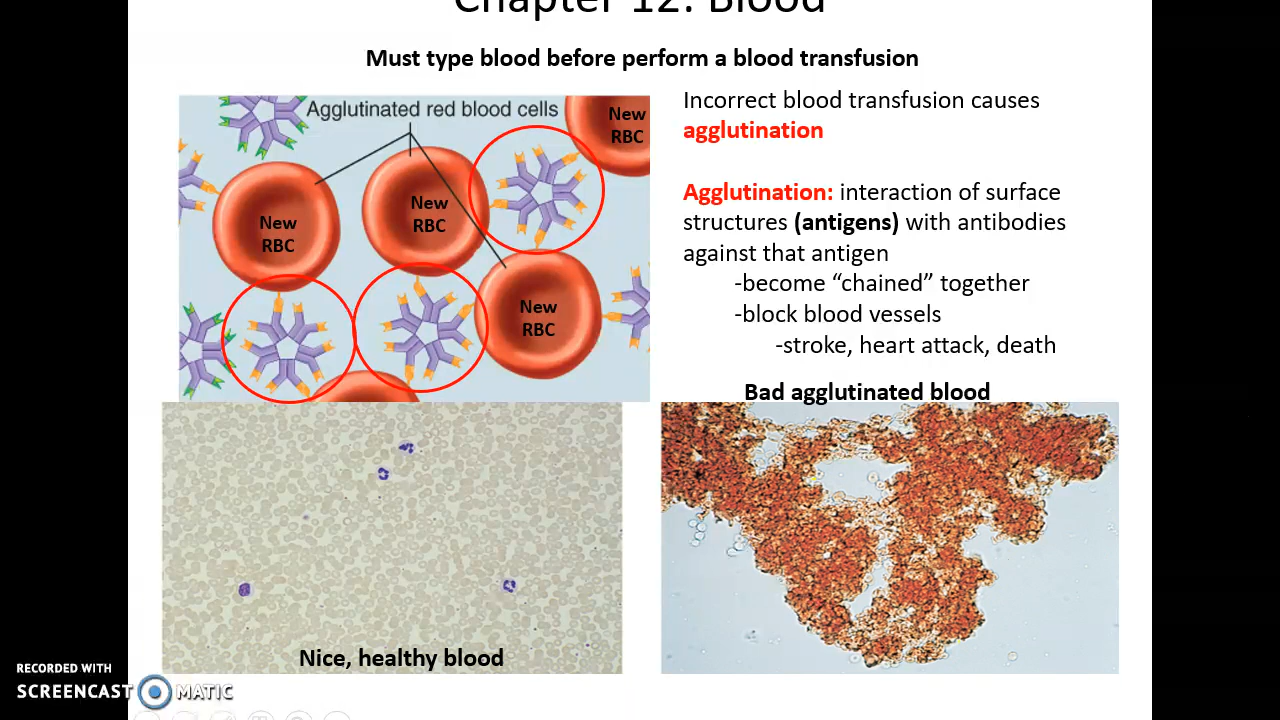 Chapter 12: Blood
Must type blood before perform a blood transfusion
Agglutinated red blood cells
New
RBC
New
RBC
New
RBC
New
RBC
Incorrect blood transfusion causes
agglutination
Agglutination: interaction of surface
structures (antigens) with antibodies
against that antigen
-become “chained” together
-block blood vessels
-stroke, heart attack, death
Bad agglutinated blood
Nice, healthy blood
RECORDED WITH
SCREENCAST MATIC